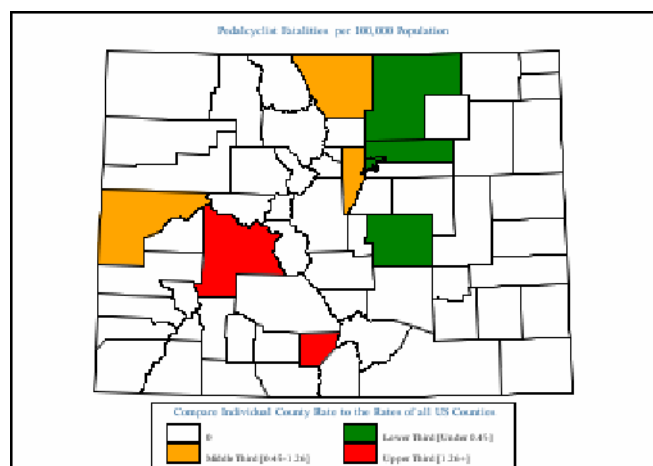 Pedalcyclist Fatalities per 100,000 Population
Compare Individual County Rate to the Rates of all US Counties
0
Lower Third [Under 0.45]
Middle Third [0.45-1.26]
Upper Third [1.26+]